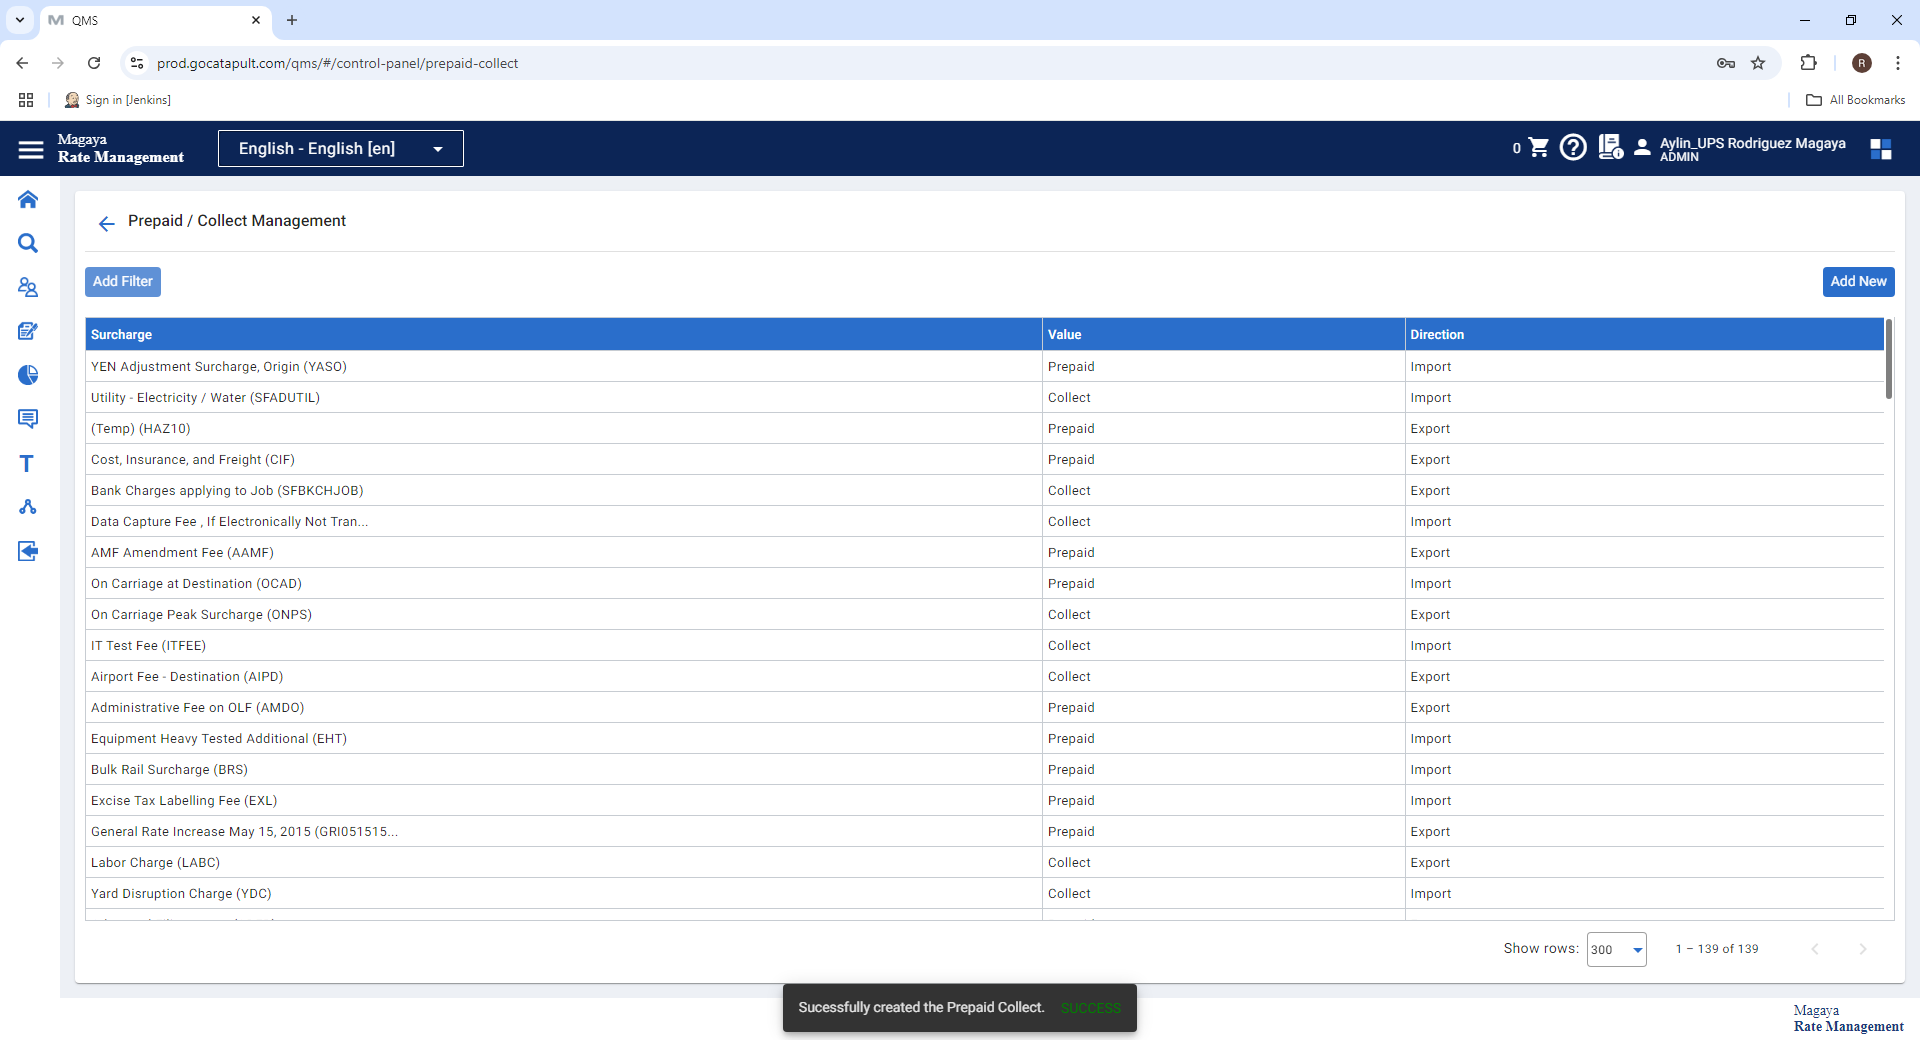 QMS
prod.gocatapult.com/qms/#/control-panel/prepaid-collect
R
Sign in [Jenkins]
All Bookmarks
Magaya
Rate Management
English - English [en]
0
Aylin_UPS Rodriguez Magaya
ADMIN
Prepaid / Collect Management
Add Filter
Add New
Surcharge Value Direction
YEN Adjustment Surcharge, Origin (YASO) Prepaid Import
Utility - Electricity / Water (SFADUTIL) Collect Import
(Temp) (HAZ10) Prepaid Export
Cost, Insurance, and Freight (CIF) Prepaid Export
Bank Charges applying to Job (SFBKCHJOB) Collect Export
Data Capture Fee , If Electronically Not Tran... Collect Import
AMF Amendment Fee (AAMF) Prepaid Export
On Carriage at Destination (OCAD) Prepaid Import
On Carriage Peak Surcharge (ONPS) Collect Export
IT Test Fee (ITFEE) Collect Import
Airport Fee - Destination (AIPD) Collect Export
Administrative Fee on OLF (AMDO) Prepaid Export
Equipment Heavy Tested Additional (EHT) Prepaid Import
Bulk Rail Surcharge (BRS) Prepaid Import
Excise Tax Labelling Fee (EXL) Prepaid Import
General Rate Increase May 15, 2015 (GRI051515... Prepaid Export
Labor Charge (LABC) Collect Export
Yard Disruption Charge (YDC) Collect Import
Show rows: 300 1 – 139 of 139
Sucessfully created the Prepaid Collect. SUCCESS
Magaya
Rate Management